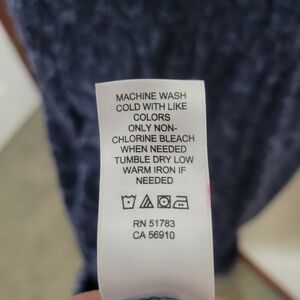 MACHINE WASH
COLD WITH LIKE
COLORS
ONLY NON-
CHLORINE BLEACH
WHEN NEEDED
TUMBLE DRY LOW
WARM IRON IF
NEEDED
RN 51783
CA 56910